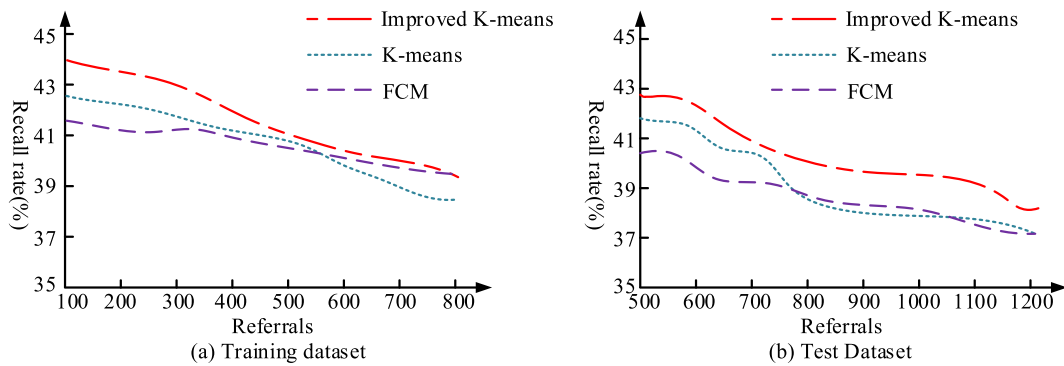 Improved K-means
K-means
FCM
45
43
41
39
37
35
Recall rate(%)
100 200 300 400 500 600 700 800
Referrals
(a) Training dataset
Improved K-means
K-means
FCM
45
43
41
39
37
35
Recall rate(%)
500 600 700 800 900 1000 1100 1200
Referrals
(b) Test Dataset